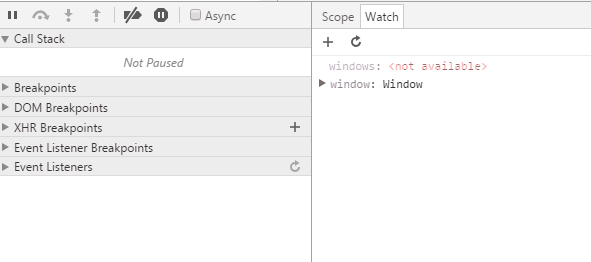 Async
Scope Watch
Call Stack
Not Paused
Breakpoints
DOM Breakpoints
XHR Breakpoints
Event Listener Breakpoints
Event Listeners
windows: <not available>
window: Window